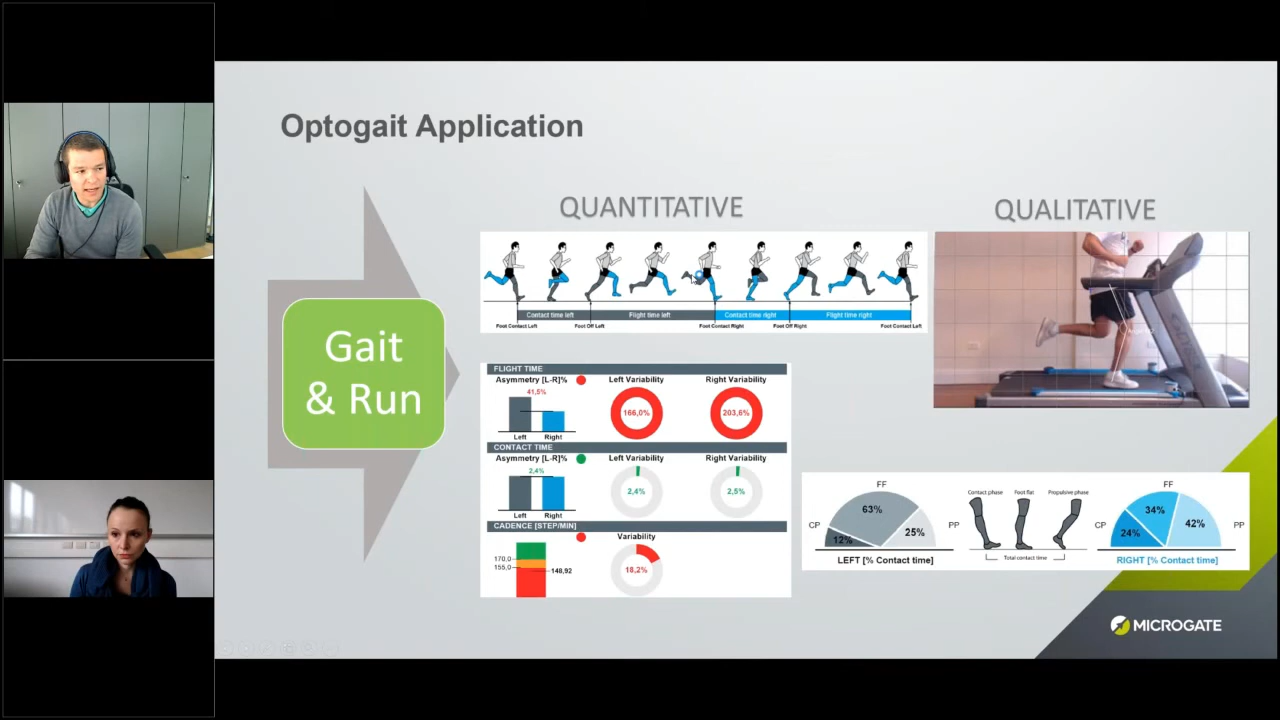 Optogait Application
QUANTITATIVE
QUALITATIVE
Gait
& Run
Contact time left
Flight time left
Contact time right
Flight time right
Foot Contact Left
Foot Off Left
Foot Contact Right
Foot Off Right
Foot Contact Left
FLIGHT TIME
Asymmetry [L-R]%
Left Variability
Right Variability
41,5%
166,0%
203,6%
Left
Right
CONTACT TIME
Asymmetry [L-R]%
Left Variability
Right Variability
2,4%
2,4%
2,5%
Left
Right
CADENCE [STEP/MIN]
Variability
170,0
155,0
148,92
18,2%
FF
63%
CP
12%
25%
PP
LEFT [% Contact time]
Contact phase
Foot flat
Propulsive phase
Total contact time
FF
34%
CP
24%
42%
PP
RIGHT [% Contact time]
MICROGATE